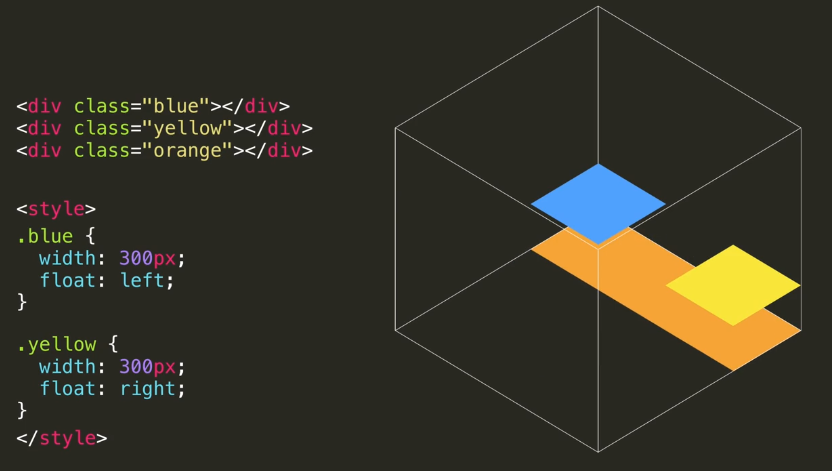 <div class="blue"></div>
<div class="yellow"></div>
<div class="orange"></div>
<style>
.blue {
  width: 300px;
  float: left;
}
.yellow {
  width: 300px;
  float: right;
}
</style>